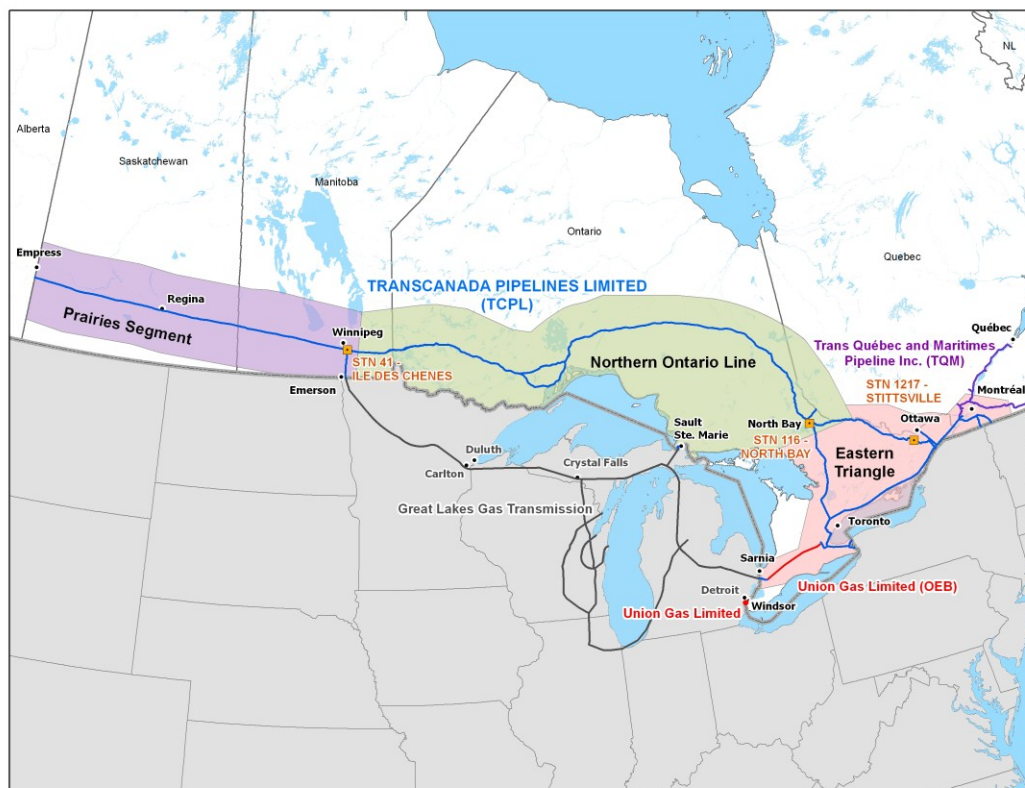 NL
Alberta
Saskatchewan
Manitoba
Ontario
Quebec
Empress
Regina
Prairies Segment
TRANSCANADA PIPELINES LIMITED
(TCPL)
Winnipeg
STN 41 -
ILE DES CHENES
Emerson
Northern Ontario Line
Québec
Trans Québec and Maritimes
Pipeline Inc. (TQM)
STN 1217 -
STITTSVILLE
Montréal
Ottawa
North Bay
STN 116 -
NORTH BAY
Sault
Ste. Marie
Eastern
Triangle
Duluth
Carlton
Crystal Falls
Great Lakes Gas Transmission
Toronto
Sarnia
Union Gas Limited (OEB)
Detroit
Windsor
Union Gas Limited